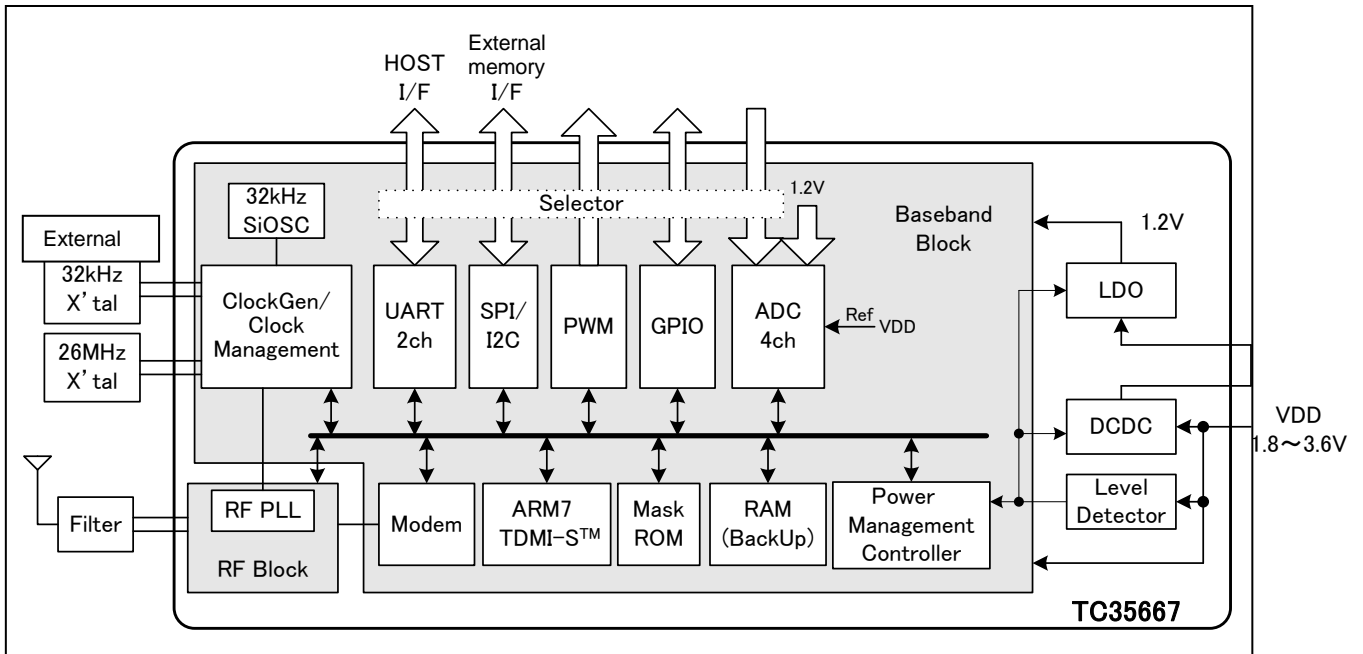 HOST
I/F
External
memory
I/F
32kHz
SiOSC
Selector
1.2V
Baseband
Block
1.2V
External
32kHz
X'tal
ClockGen/
Clock
Management
UART
2ch
SPI/
I2C
PWM
GPIO
ADC
4ch
Ref
VDD
LDO
26MHz
X'tal
DCDC
VDD
1.8～3.6V
Filter
RF PLL
RF Block
Modem
ARM7
TDMI-S™
Mask
ROM
RAM
(BackUp)
Power
Management
Controller
Level
Detector
TC35667